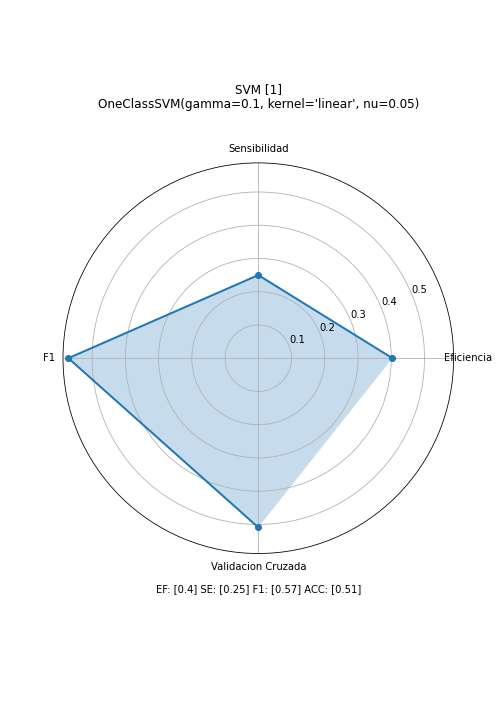 SVM [1]
OneClassSVM(gamma=0.1, kernel='linear', nu=0.05)
Sensibilidad
0.5
0.4
0.3
0.2
0.1
F1
Eficiencia
Validacion Cruzada
EF: [0.4] SE: [0.25] F1: [0.57] ACC: [0.51]